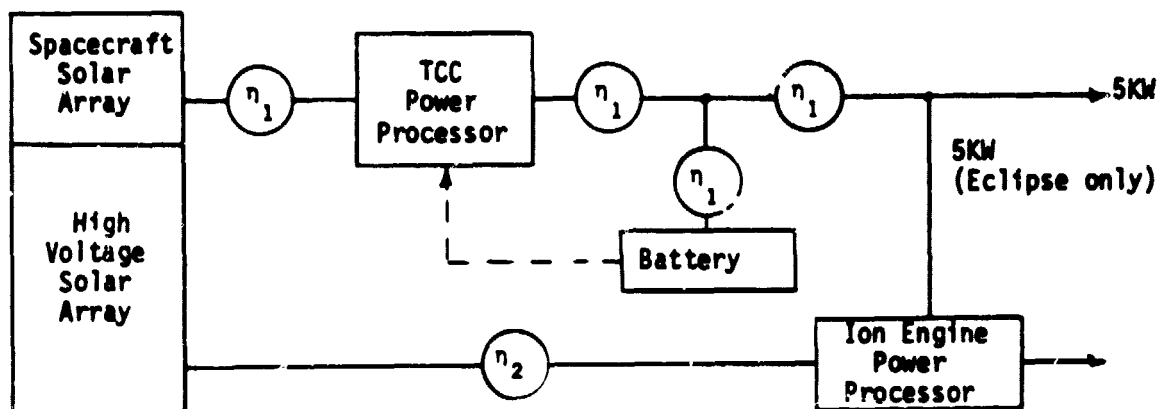 Spacecraft
Solar
Array
η1
TCC
Power
Processor
η1
η1
5KW
5KW
(Eclipse only)
η1
Battery
High
Voltage
Solar
Array
η2
Ion Engine
Power
Processor